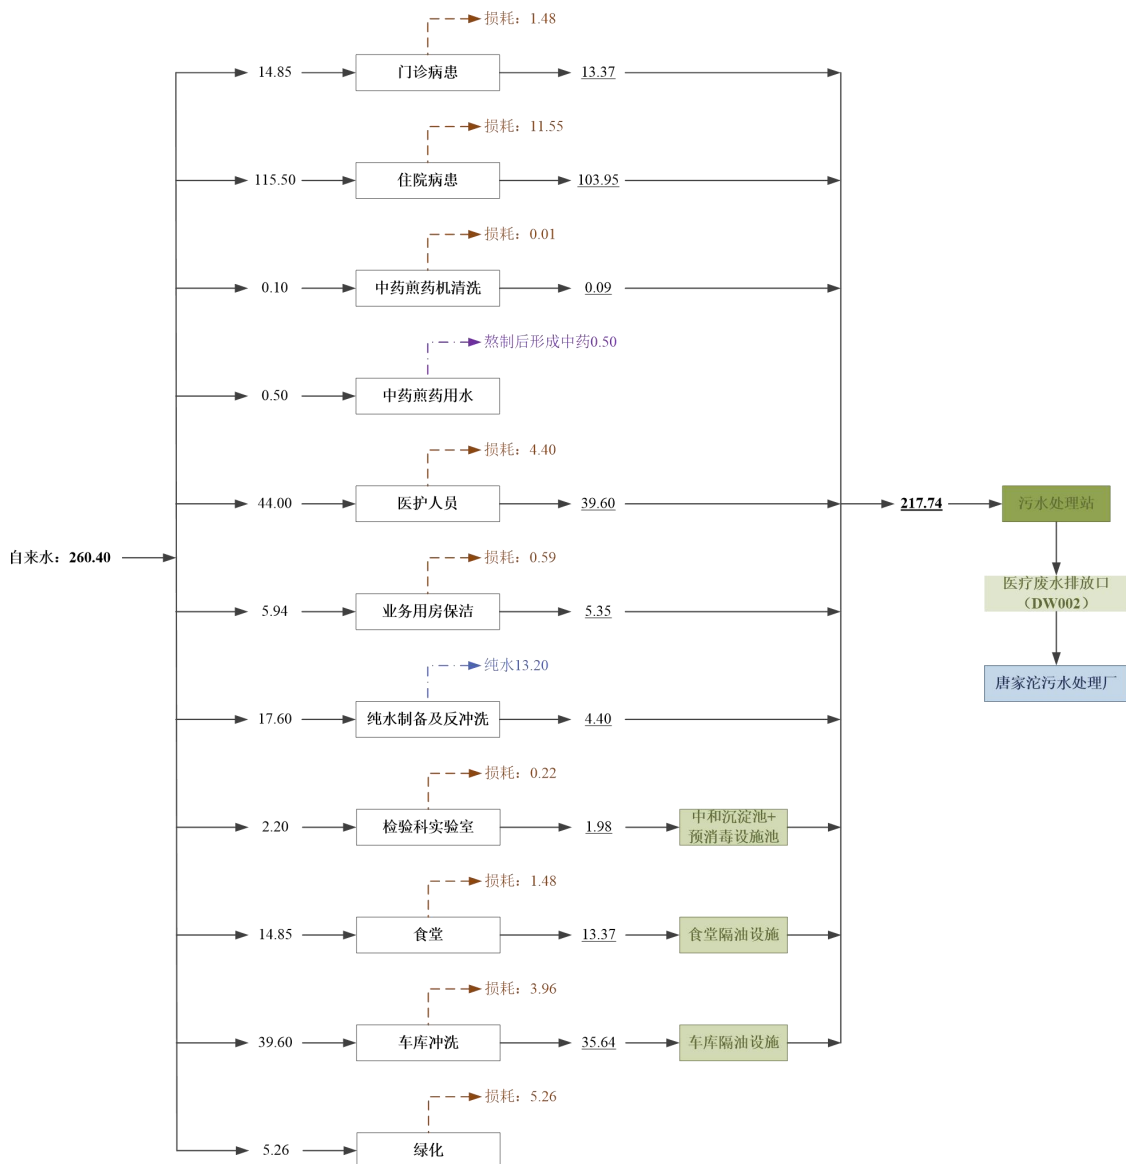 损耗：1.48
14.85
门诊病患
13.37
损耗：11.55
115.50
住院病患
103.95
损耗：0.01
0.10
中药煎药机清洗
0.09
熬制后形成中药0.50
0.50
中药煎药用水
损耗：4.40
44.00
医护人员
39.60
217.74
污水处理站
自来水：260.40
损耗：0.59
医疗废水排放口
（DW002）
5.94
业务用房保洁
5.35
纯水13.20
唐家沱污水处理厂
17.60
纯水制备及反冲洗
4.40
损耗：0.22
2.20
检验科实验室
1.98
中和沉淀池+
预消毒设施池
损耗：1.48
14.85
食堂
13.37
食堂隔油设施
损耗：3.96
39.60
车库冲洗
35.64
车库隔油设施
损耗：5.26
5.26
绿化